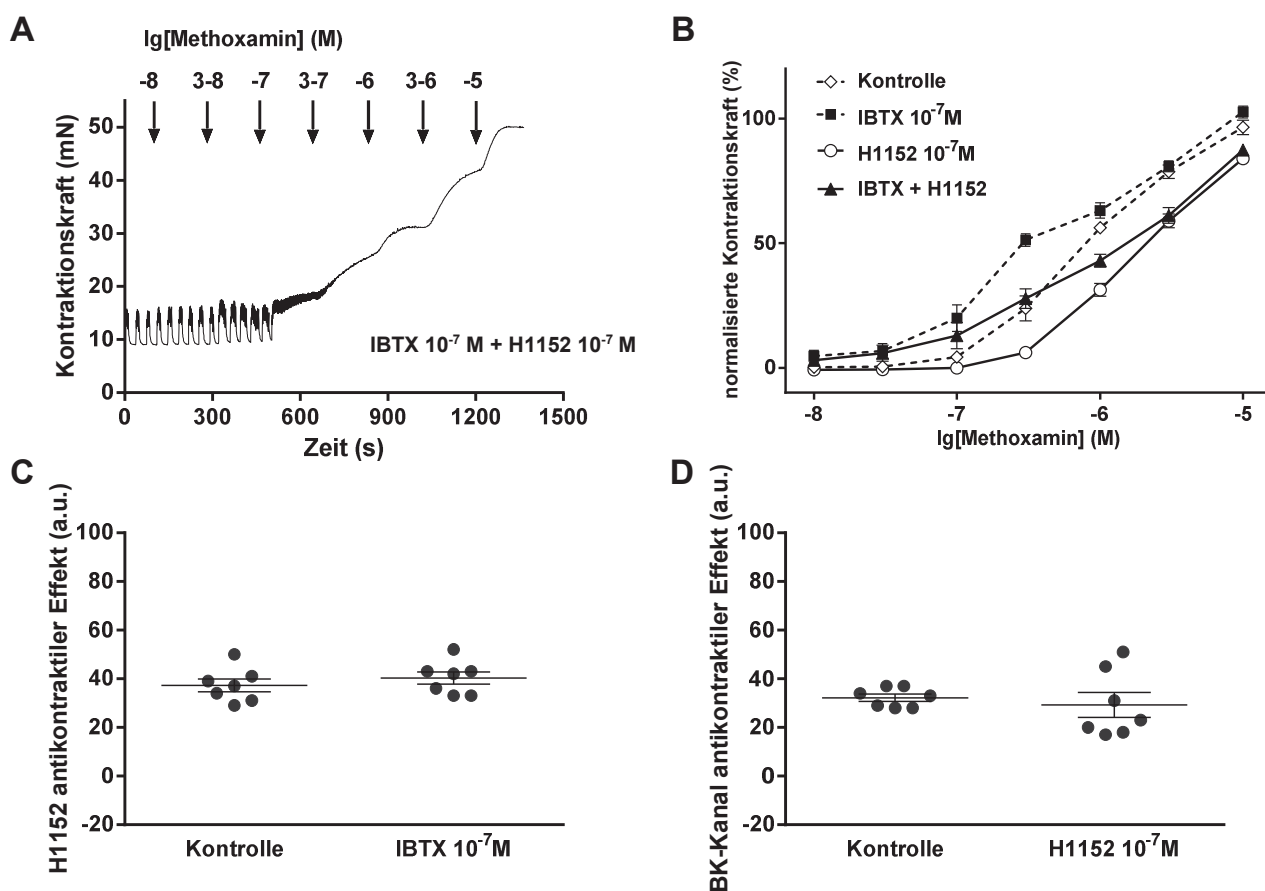 A
lg[Methoxamin] (M)
-8 3-8 -7 3-7 -6 3-6 -5
Kontraktionskraft (mN)
50
40
30
20
10
0
IBTX 10⁻⁷ M + H1152 10⁻⁷ M
0 300 600 900 1200 1500
Zeit (s)
B
normalisierte Kontraktionskraft (%)
Kontrolle
IBTX 10⁻⁷M
H1152 10⁻⁷M
IBTX + H1152
100
50
0
-8 -7 -6 -5
lg[Methoxamin] (M)
C
H1152 antikontraktiler Effekt (a.u.)
100
80
60
40
20
0
-20
Kontrolle IBTX 10⁻⁷M
D
BK-Kanal antikontraktiler Effekt (a.u.)
100
80
60
40
20
0
-20
Kontrolle H1152 10⁻⁷M